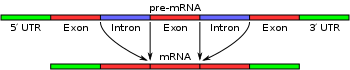 pre-mRNA
5' UTR Exon Intron Exon Intron Exon 3' UTR
mRNA